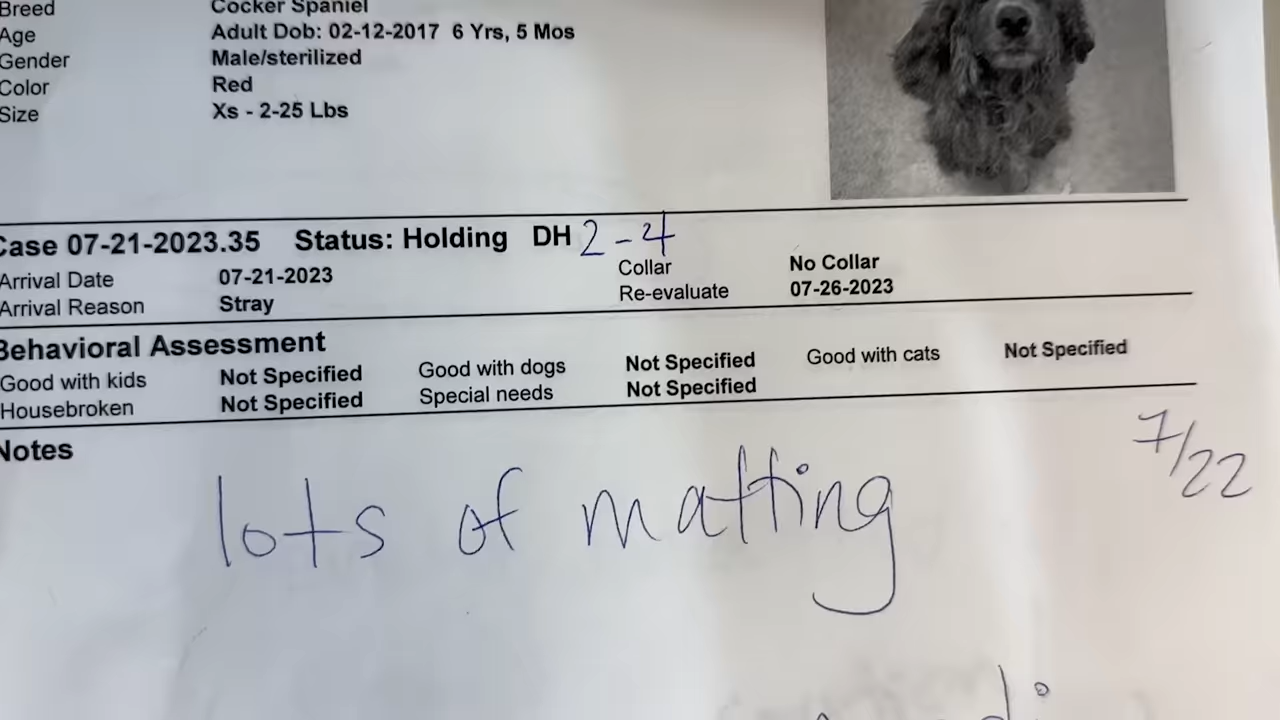 Breed Cocker Spaniel
Age Adult Dob: 02-12-2017 6 Yrs, 5 Mos
Gender Male/sterilized
Color Red
Size Xs - 2-25 Lbs
Case 07-21-2023.35 Status: Holding DH 2-4
Arrival Date 07-21-2023 Collar No Collar
Arrival Reason Stray Re-evaluate 07-26-2023
Behavioral Assessment
Good with kids Not Specified Good with dogs Not Specified Good with cats Not Specified
Housebroken Not Specified Special needs Not Specified
Notes
7/22
lots of matting